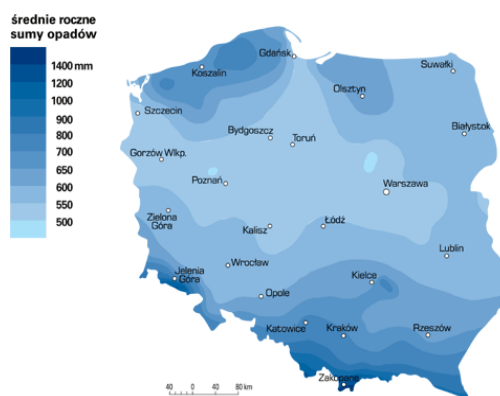 średnie roczne
sumy opadów
1400 mm
1200
1000
900
800
700
650
600
550
500
Gdańsk
Koszalin
Suwałki
Olsztyn
Szczecin
Białystok
Bydgoszcz
Toruń
Gorzów Wlkp.
Poznań
Warszawa
Zielona
Góra
Kalisz
Łódź
Lublin
Wrocław
Jelenia
Góra
Kielce
Opole
Katowice
Kraków
Rzeszów
Zakopane
40 0 40 80 km